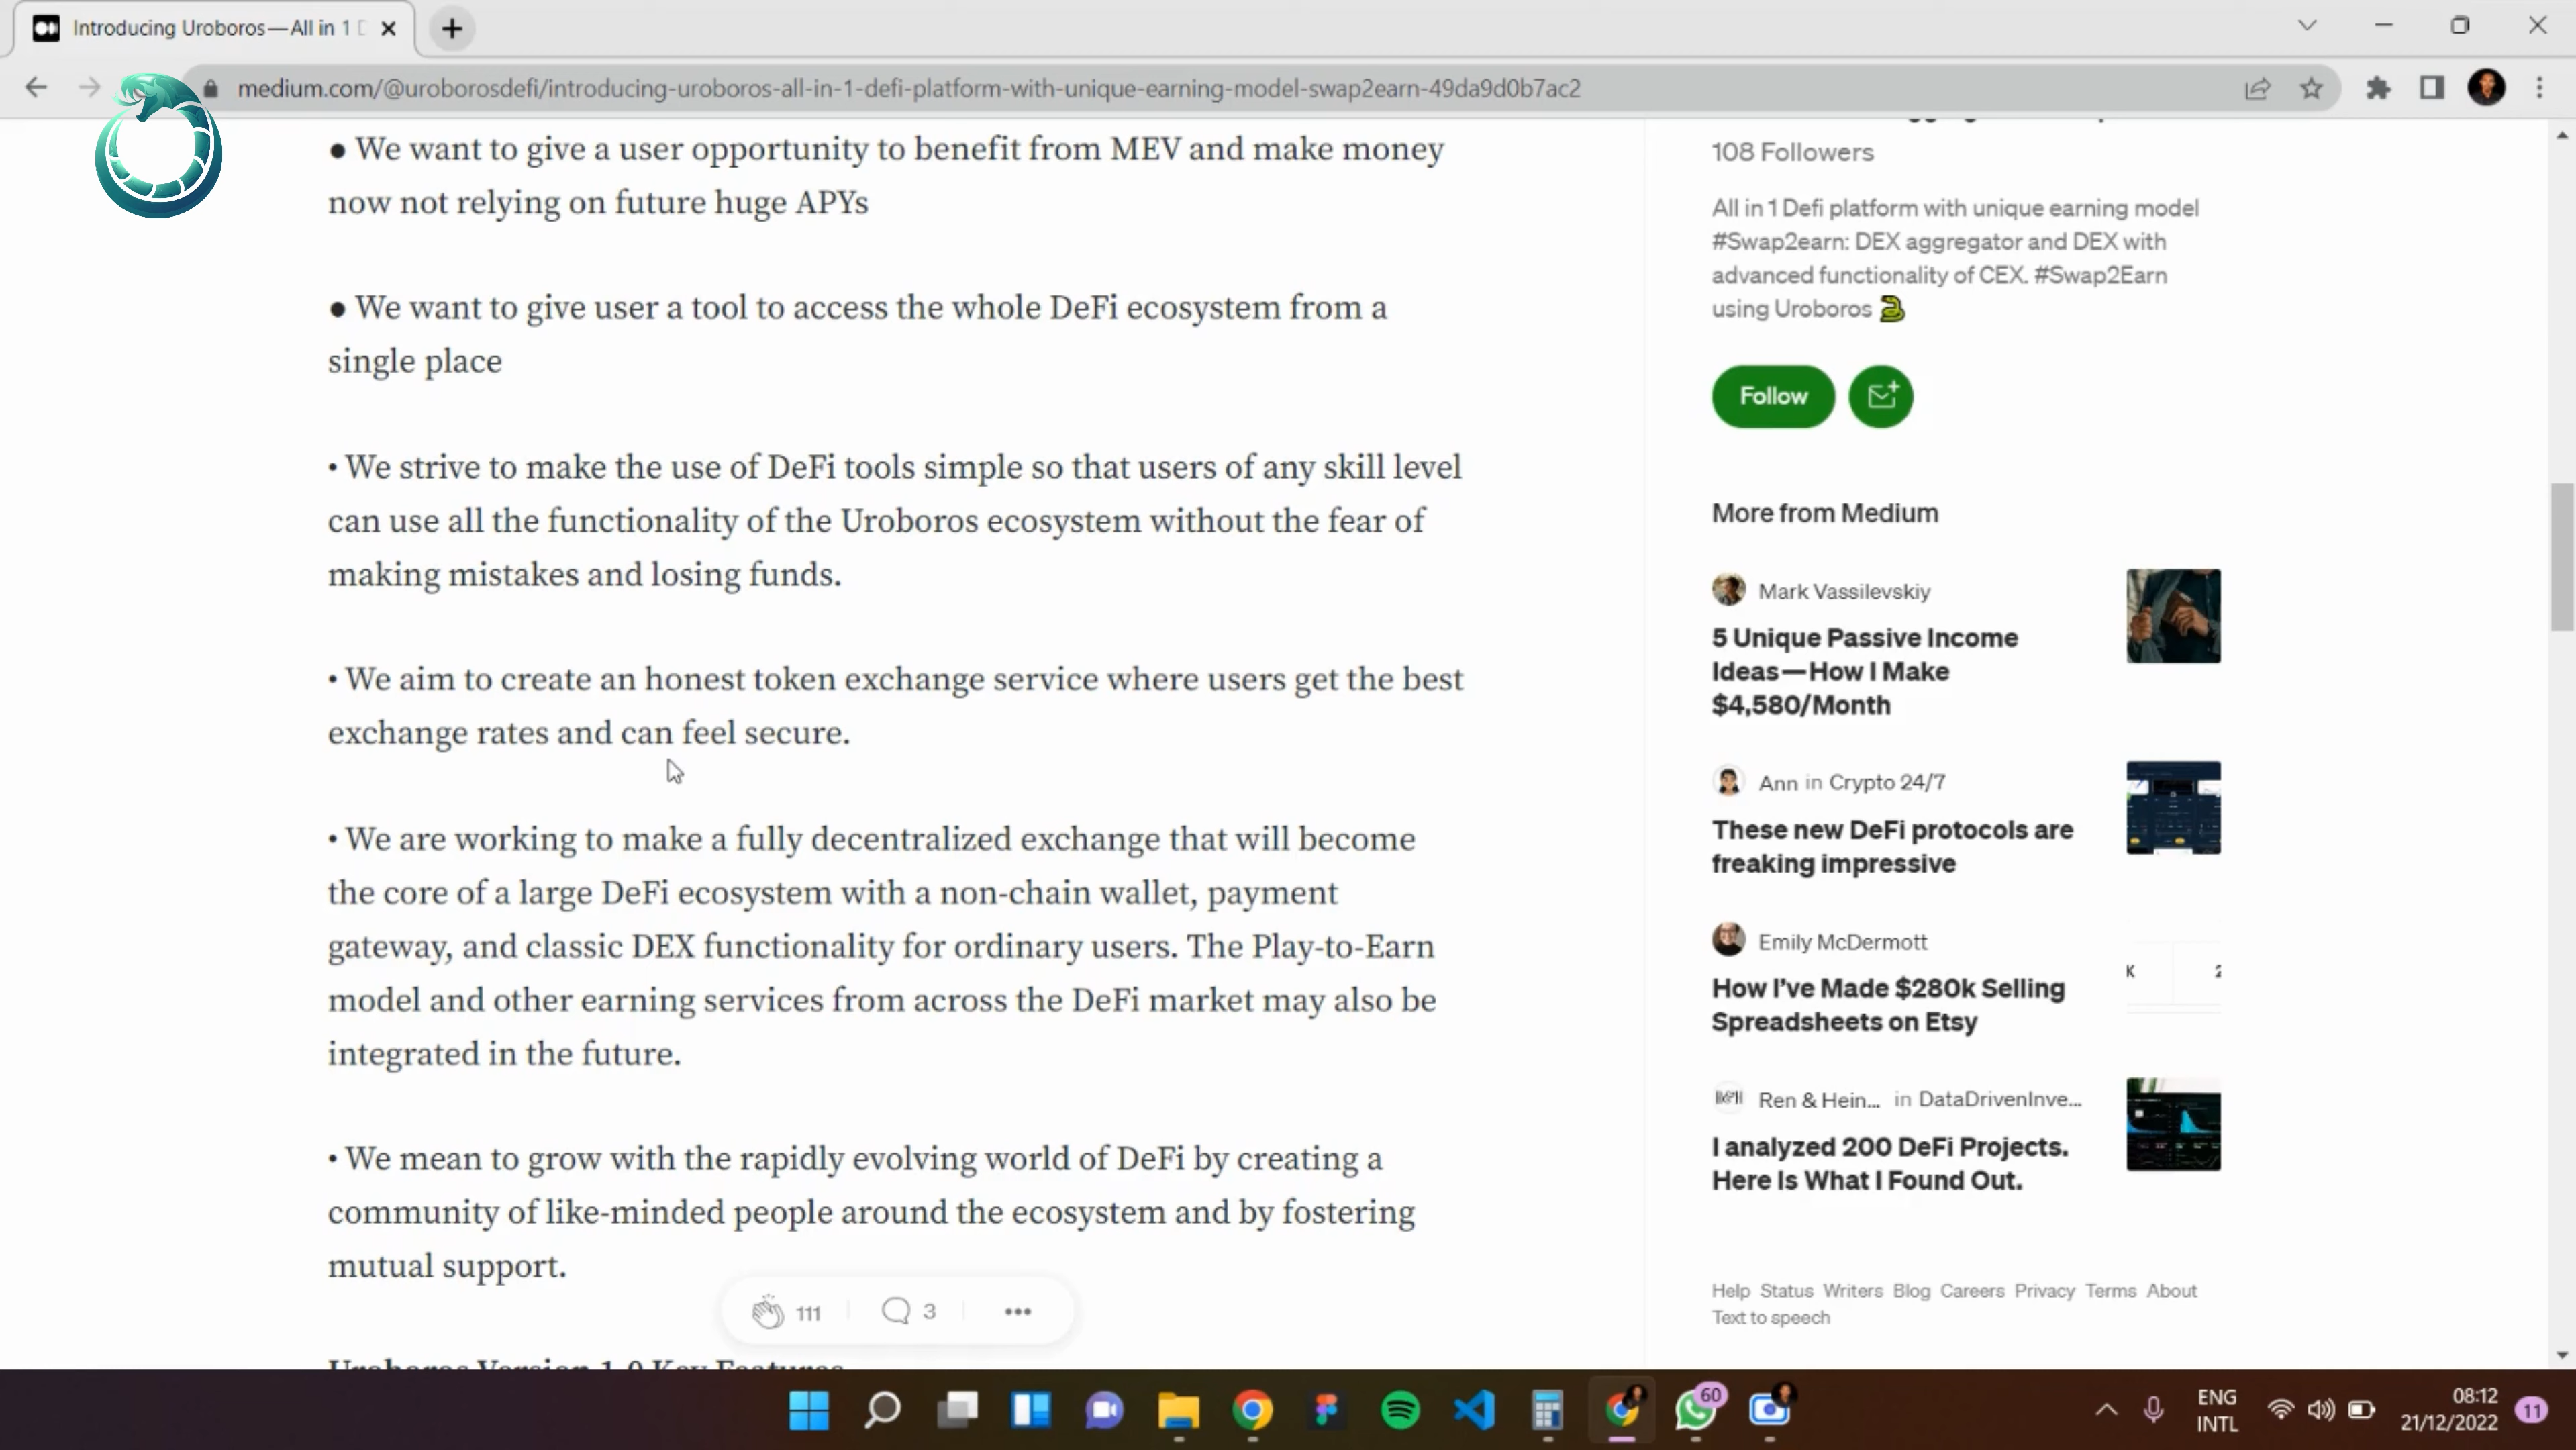 Introducing Uroboros — All in 1 D
medium.com/@uroborosdefi/introducing-uroboros-all-in-1-defi-platform-with-unique-earning-model-swap2earn-49da9d0b7ac2
● We want to give a user opportunity to benefit from MEV and make money
now not relying on future huge APYs
● We want to give user a tool to access the whole DeFi ecosystem from a
single place
• We strive to make the use of DeFi tools simple so that users of any skill level
can use all the functionality of the Uroboros ecosystem without the fear of
making mistakes and losing funds.
• We aim to create an honest token exchange service where users get the best
exchange rates and can feel secure.
• We are working to make a fully decentralized exchange that will become
the core of a large DeFi ecosystem with a non-chain wallet, payment
gateway, and classic DEX functionality for ordinary users. The Play-to-Earn
model and other earning services from across the DeFi market may also be
integrated in the future.
• We mean to grow with the rapidly evolving world of DeFi by creating a
community of like-minded people around the ecosystem and by fostering
mutual support.
111 3
Uroboros Version 1.0 Key Features
108 Followers
All in 1 Defi platform with unique earning model
#Swap2earn: DEX aggregator and DEX with
advanced functionality of CEX. #Swap2Earn
using Uroboros
Follow
More from Medium
Mark Vassilevskiy
5 Unique Passive Income
Ideas — How I Make
$4,580/Month
Ann in Crypto 24/7
These new DeFi protocols are
freaking impressive
Emily McDermott
How I've Made $280k Selling
Spreadsheets on Etsy
K
Ren & Hein... in DataDrivenInve...
I analyzed 200 DeFi Projects.
Here Is What I Found Out.
Help Status Writers Blog Careers Privacy Terms About
Text to speech
60
ENG
INTL
08:12
21/12/2022
11